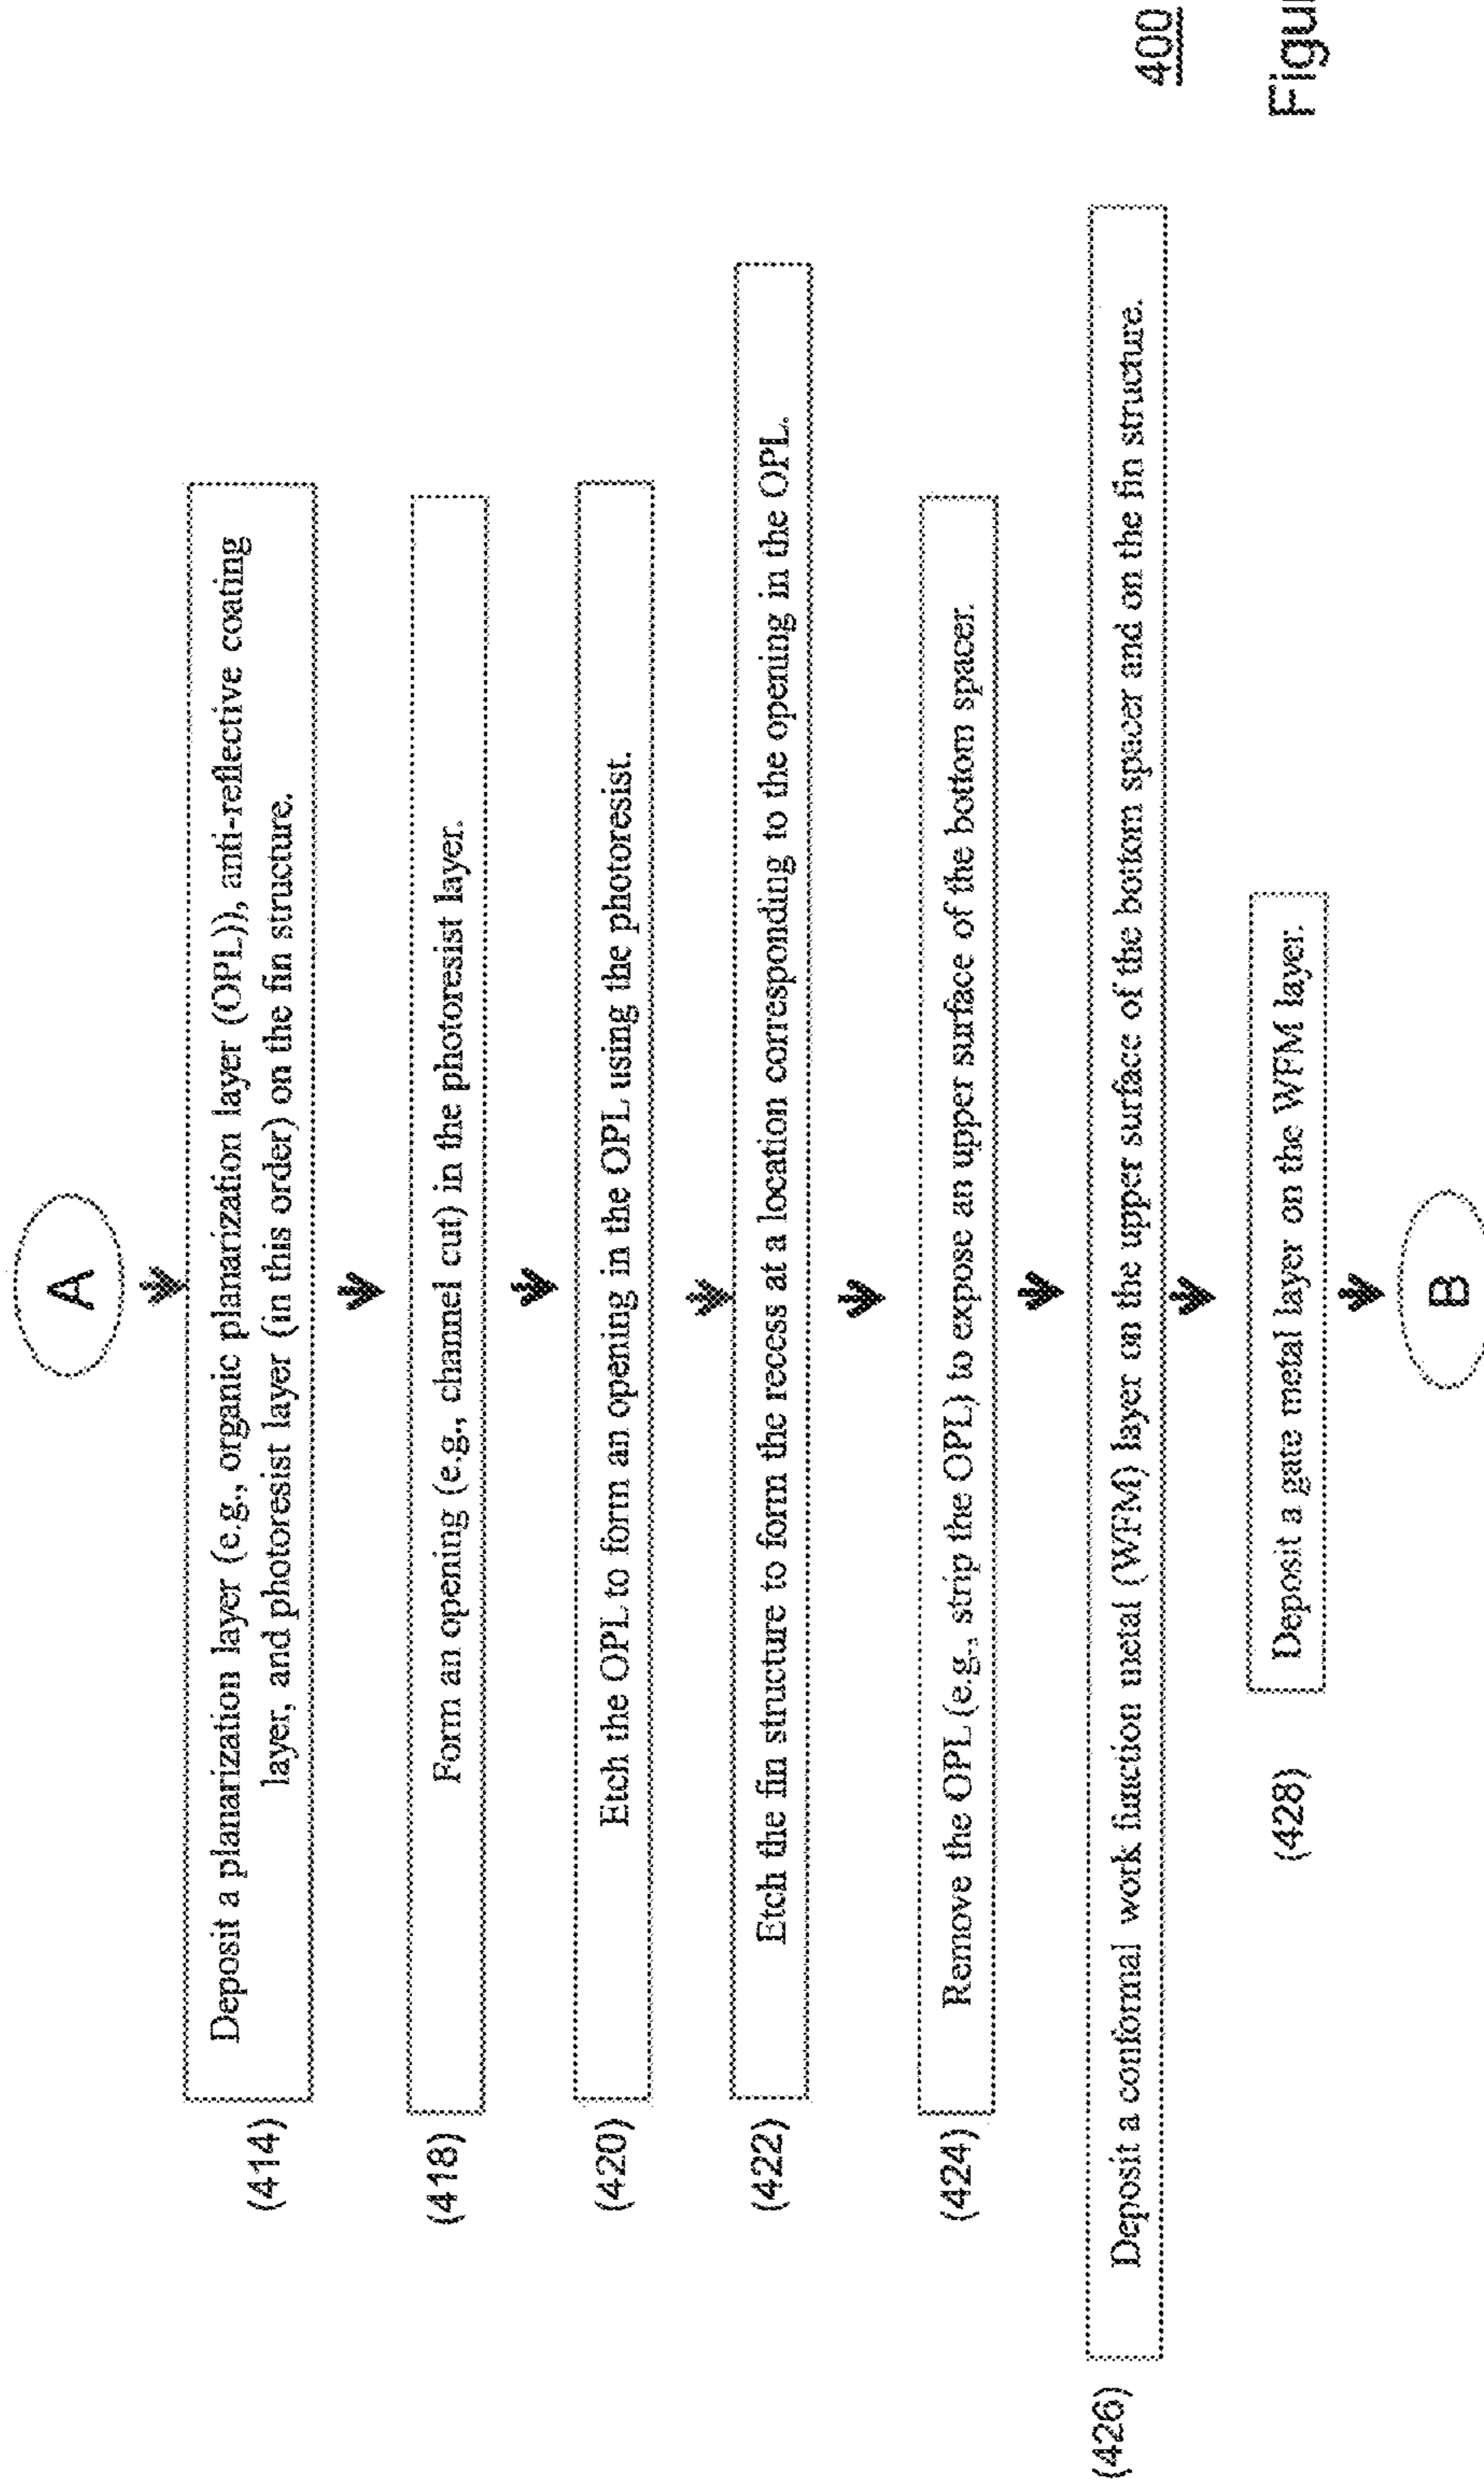 A
(414)
Deposit a planarization layer (e.g., organic planarization layer (OPL)), anti-reflective coating
layer, and photoresist layer (in this order) on the fin structure.
(418)
Form an opening (e.g., channel cut) in the photoresist layer.
(420)
Etch the OPL to form an opening in the OPL using the photoresist.
(422)
Etch the fin structure to form the recess at a location corresponding to the opening in the OPL.
(424)
Remove the OPL (e.g., strip the OPL) to expose an upper surface of the bottom spacer.
(426)
Deposit a conformal work function metal (WFM) layer on the upper surface of the bottom spacer and on the fin structure.
(428)
Deposit a gate metal layer on the WFM layer.
B
400